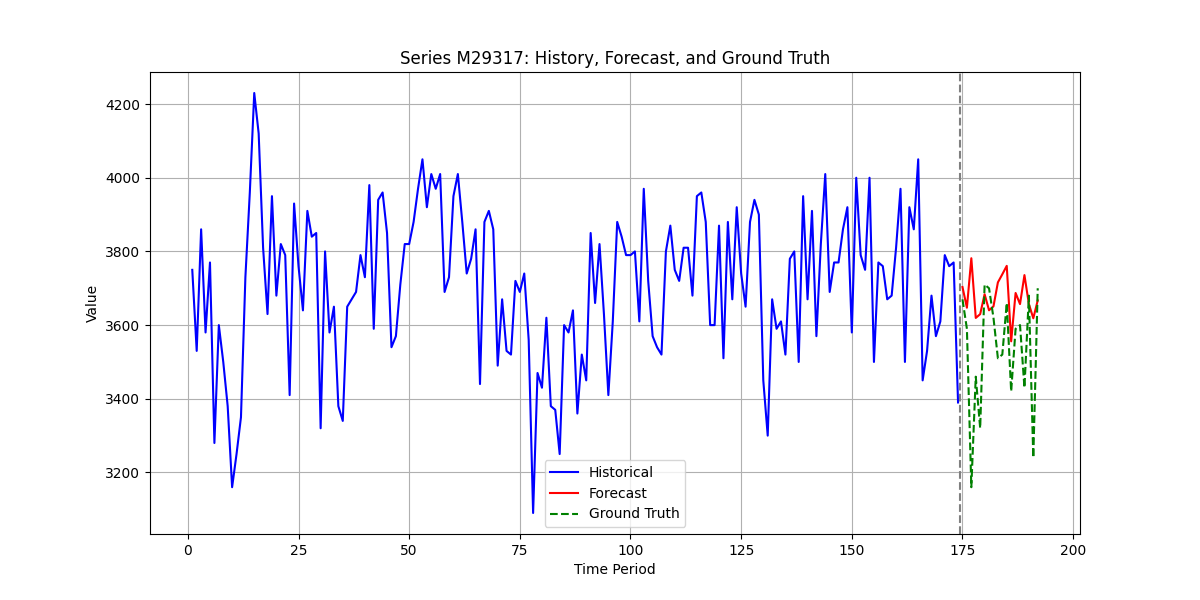 Series M29317: History, Forecast, and Ground Truth
4200
4000
3800
3600
3400
3200
Value
Historical
Forecast
Ground Truth
0 25 50 75 100 125 150 175 200
Time Period